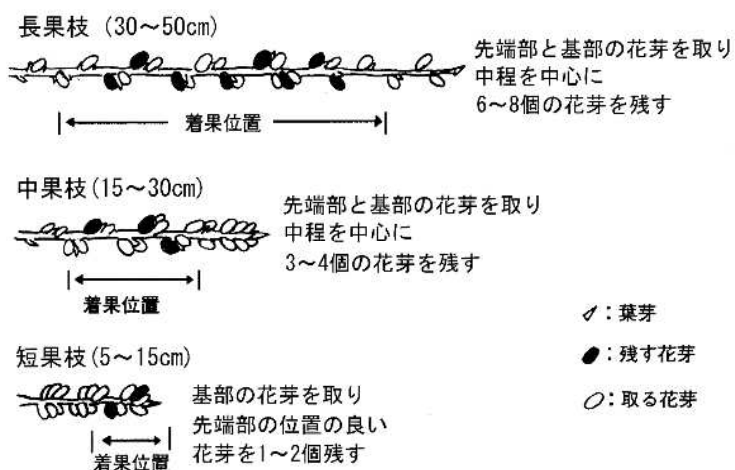 長果枝 (30～50cm)
先端部と基部の花芽を取り
中程を中心に
6～8個の花芽を残す
着果位置
中果枝(15～30cm)
先端部と基部の花芽を取り
中程を中心に
3～4個の花芽を残す
着果位置
短果枝(5～15cm)
基部の花芽を取り
先端部の位置の良い
花芽を1～2個残す
着果位置
：葉芽
：残す花芽
：取る花芽